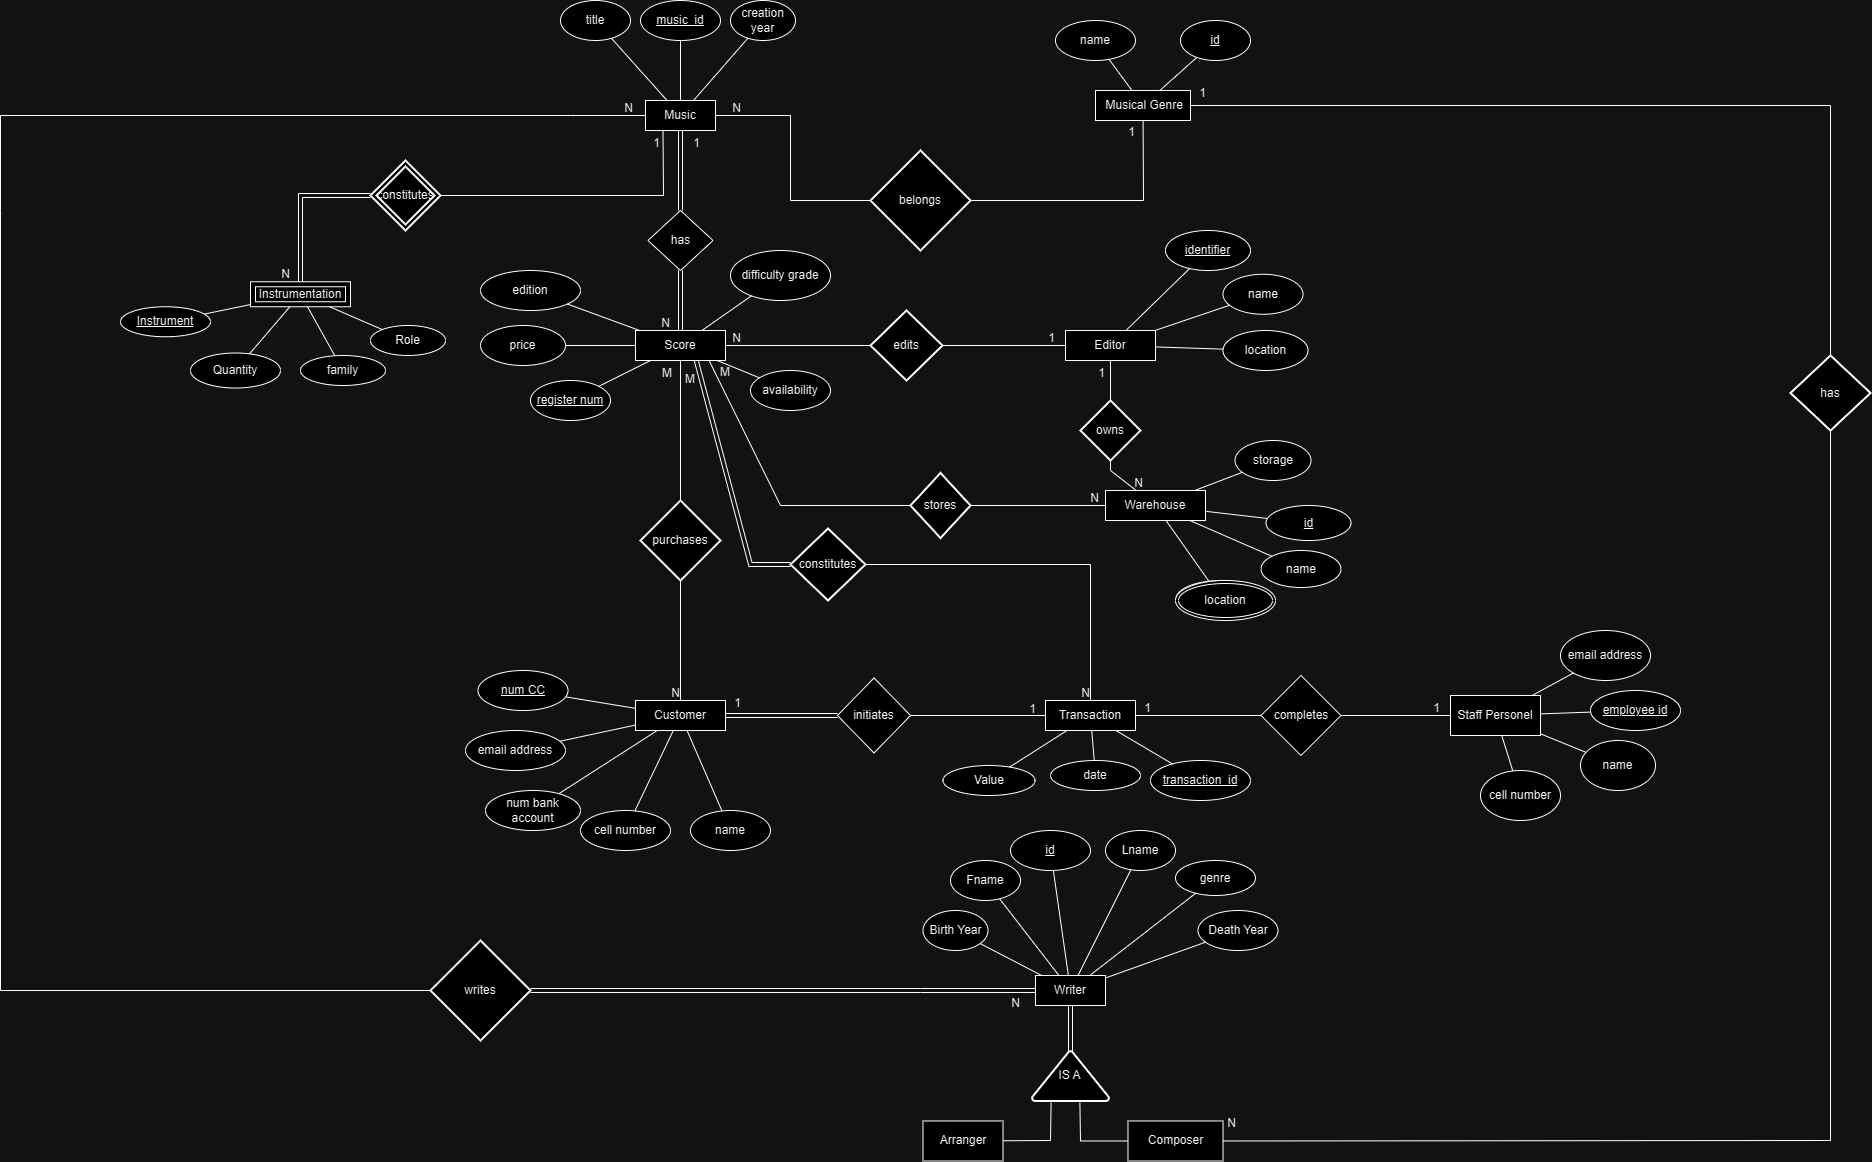 title
music_id
creation
year
name
id
N
Music
N
Musical Genre
1
1
1
1
constitutes
belongs
has
identifier
N
Instrumentation
difficulty grade
edition
name
Instrument
N
Role
price
Score
N
edits
1
Editor
location
Quantity
family
M
M
M
1
register num
availability
has
owns
storage
N
stores
N
Warehouse
id
purchases
constitutes
name
location
email address
num CC
N
1
1
N
1
1
employee id
Customer
initiates
Transaction
completes
Staff Personel
email address
Value
date
transaction_id
name
num bank
account
cell number
name
cell number
id
Lname
Fname
genre
Birth Year
Death Year
writes
Writer
N
IS A
N
Arranger
Composer